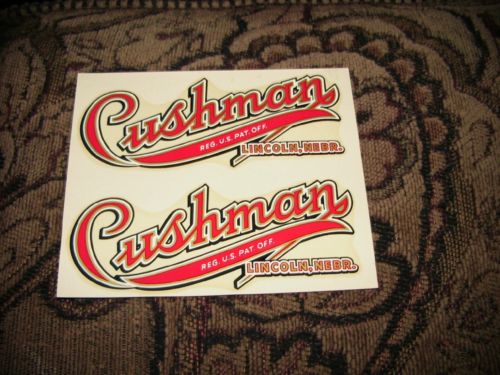 Cushman
REG. U.S. PAT. OFF.
LINCOLN, NEBR.
Cushman
REG. U.S. PAT. OFF.
LINCOLN, NEBR.